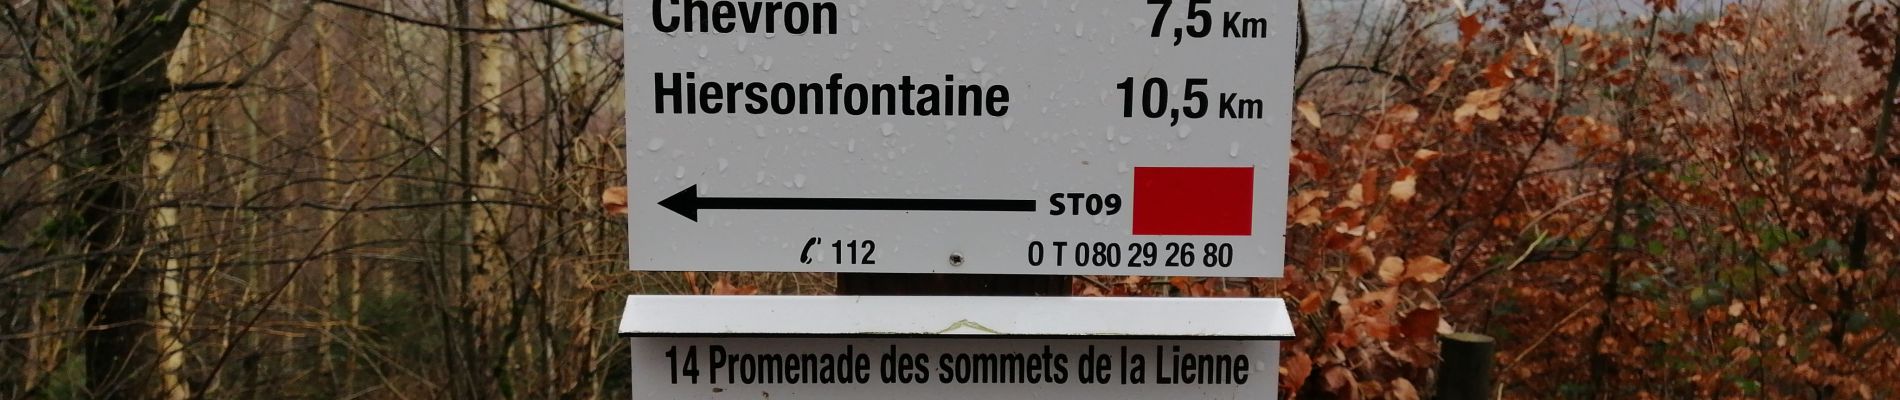 Chevron 7,5 Km
Hiersonfontaine 10,5 Km
ST09
112 0 T 080 29 26 80
14 Promenade des sommets de la Lienne